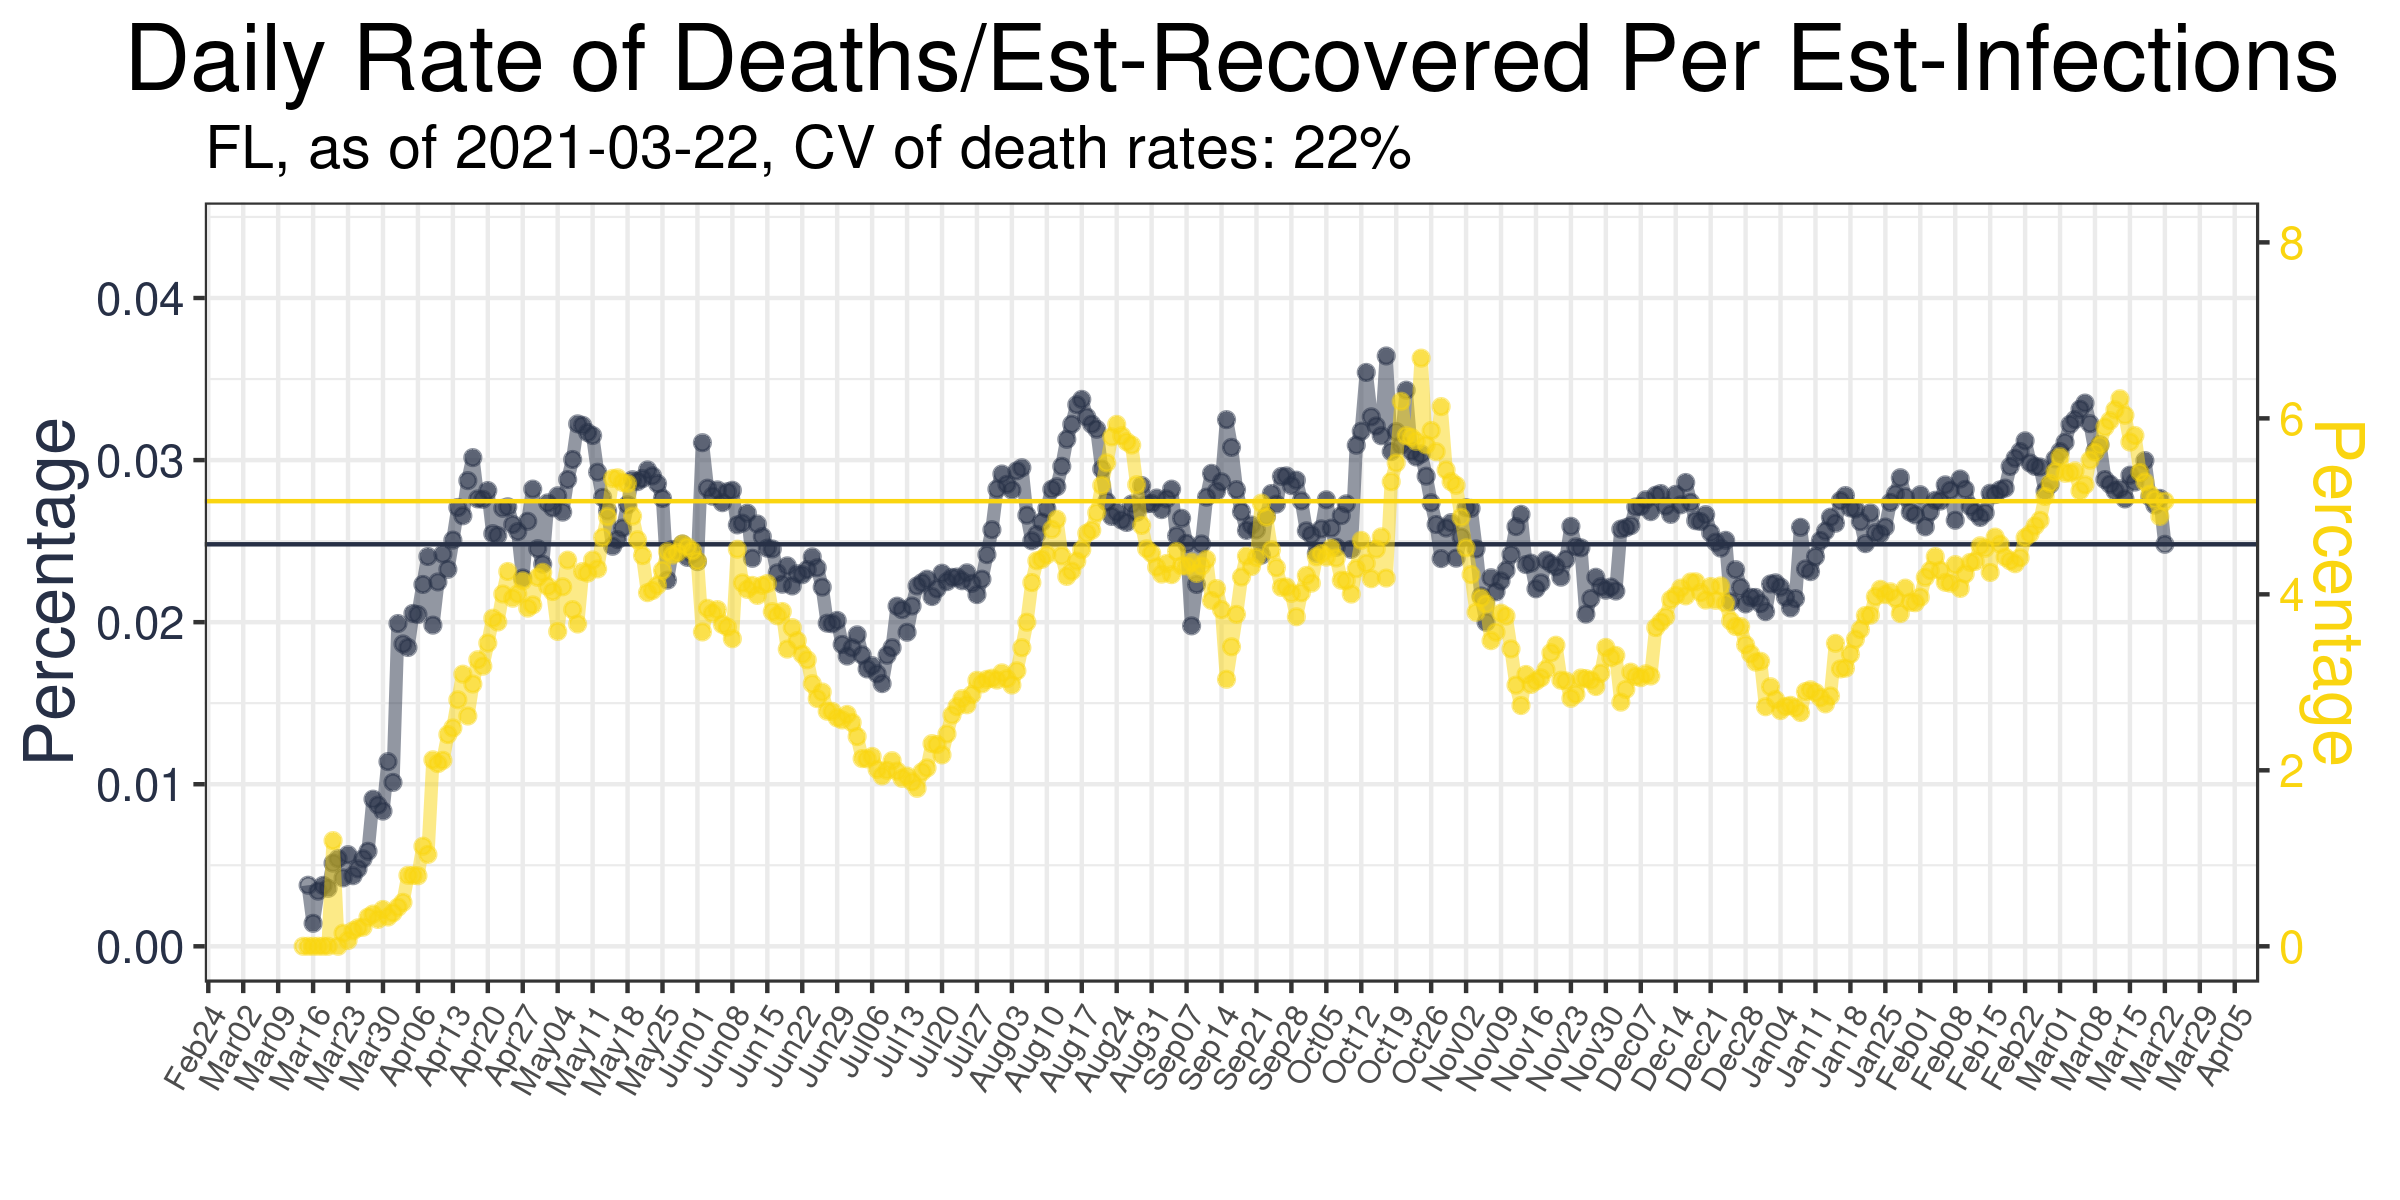 Daily Rate of Deaths/Est-Recovered Per Est-Infections
FL, as of 2021-03-22, CV of death rates: 22%
Percentage
0.04
0.03
0.02
0.01
0.00
8
6
4
2
0
Percentage
Feb24
Mar02
Mar09
Mar16
Mar23
Mar30
Apr06
Apr13
Apr20
Apr27
May04
May11
May18
May25
Jun01
Jun08
Jun15
Jun22
Jun29
Jul06
Jul13
Jul20
Jul27
Aug03
Aug10
Aug17
Aug24
Aug31
Sep07
Sep14
Sep21
Sep28
Oct05
Oct12
Oct19
Oct26
Nov02
Nov09
Nov16
Nov23
Nov30
Dec07
Dec14
Dec21
Dec28
Jan04
Jan11
Jan18
Jan25
Feb01
Feb08
Feb15
Feb22
Mar01
Mar08
Mar15
Mar22
Mar29
Apr05